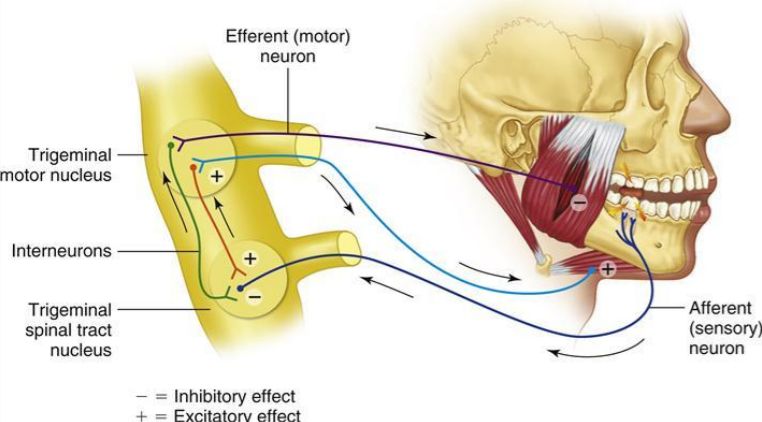 Efferent (motor)
neuron
Trigeminal
motor nucleus
+
Interneurons
+
−
Trigeminal
spinal tract
nucleus
−
+
Afferent
(sensory)
neuron
− = Inhibitory effect
+ = Excitatory effect